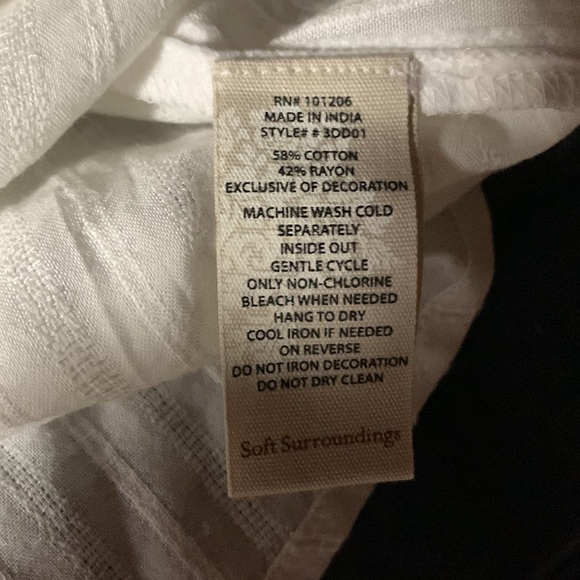 RN# 101206
MADE IN INDIA
STYLE# # 3DD01
58% COTTON
42% RAYON
EXCLUSIVE OF DECORATION
MACHINE WASH COLD
SEPARATELY
INSIDE OUT
GENTLE CYCLE
ONLY NON-CHLORINE
BLEACH WHEN NEEDED
HANG TO DRY
COOL IRON IF NEEDED
ON REVERSE
DO NOT IRON DECORATION
DO NOT DRY CLEAN
Soft Surroundings